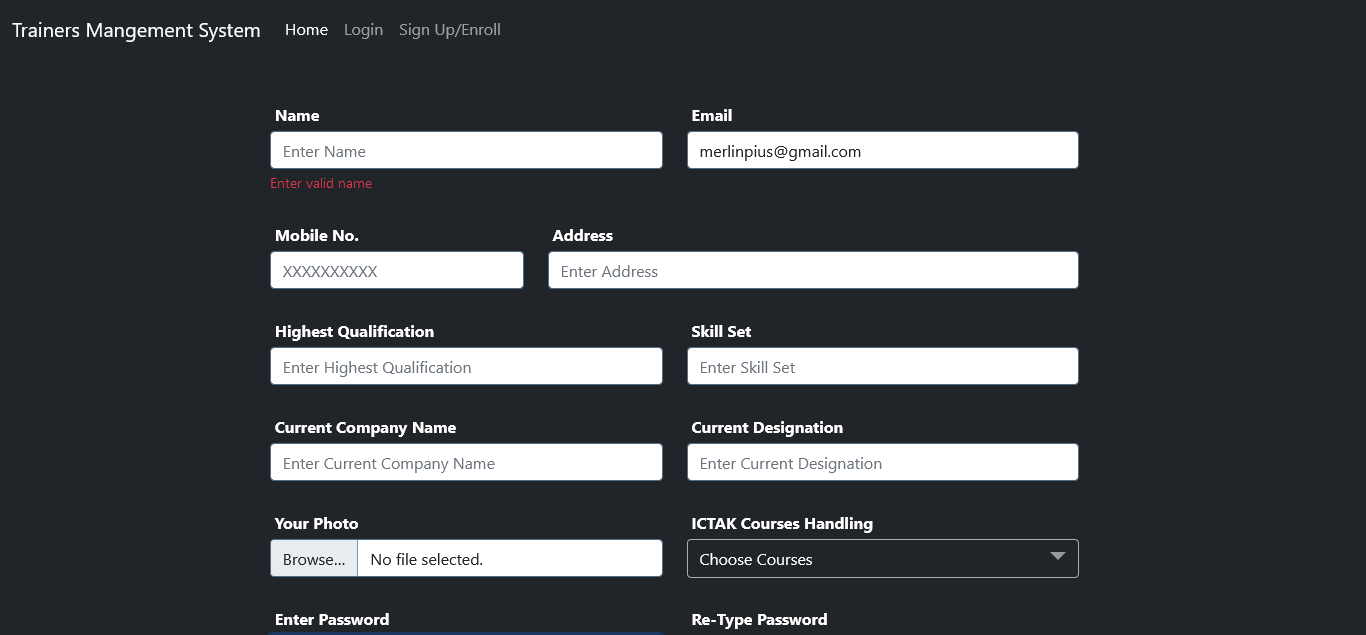 Trainers Mangement System Home Login Sign Up/Enroll
Name Email
Enter Name merlinpius@gmail.com
Enter valid name
Mobile No. Address
XXXXXXXXXX Enter Address
Highest Qualification Skill Set
Enter Highest Qualification Enter Skill Set
Current Company Name Current Designation
Enter Current Company Name Enter Current Designation
Your Photo ICTAK Courses Handling
Browse... No file selected. Choose Courses
Enter Password Re-Type Password